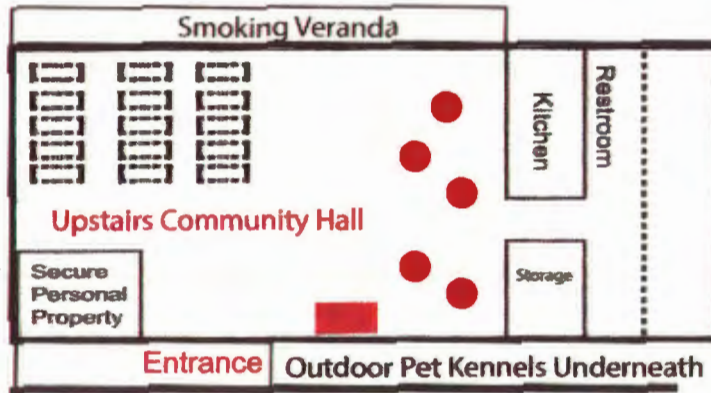 Smoking Veranda
Kitchen
Restroom
Upstairs Community Hall
Secure
Personal
Property
Storage
Entrance
Outdoor Pet Kennels Underneath